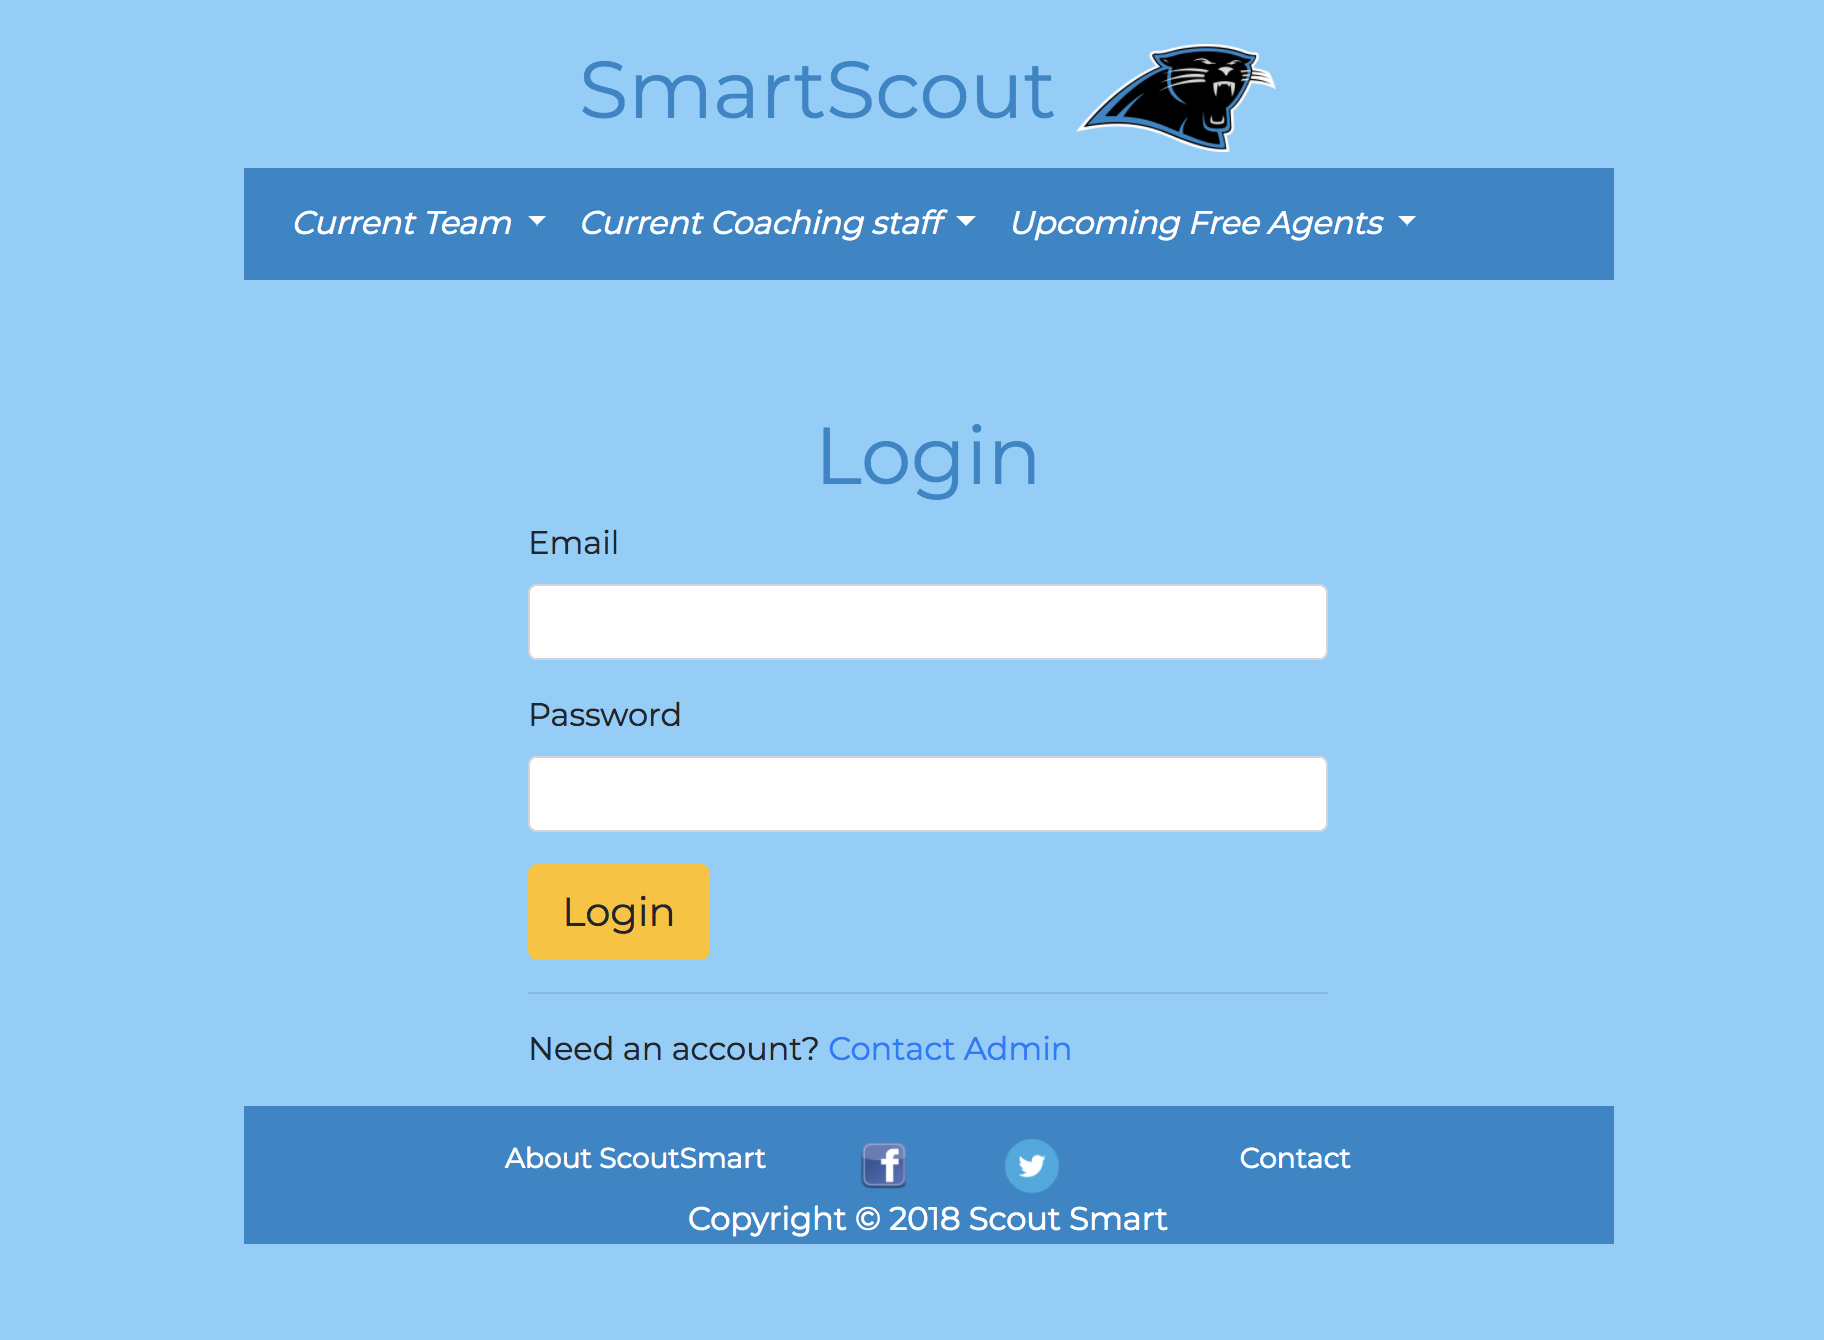 SmartScout
Current Team Current Coaching staff Upcoming Free Agents
Login
Email
Password
Login
Need an account? Contact Admin
About ScoutSmart f Contact
Copyright © 2018 Scout Smart